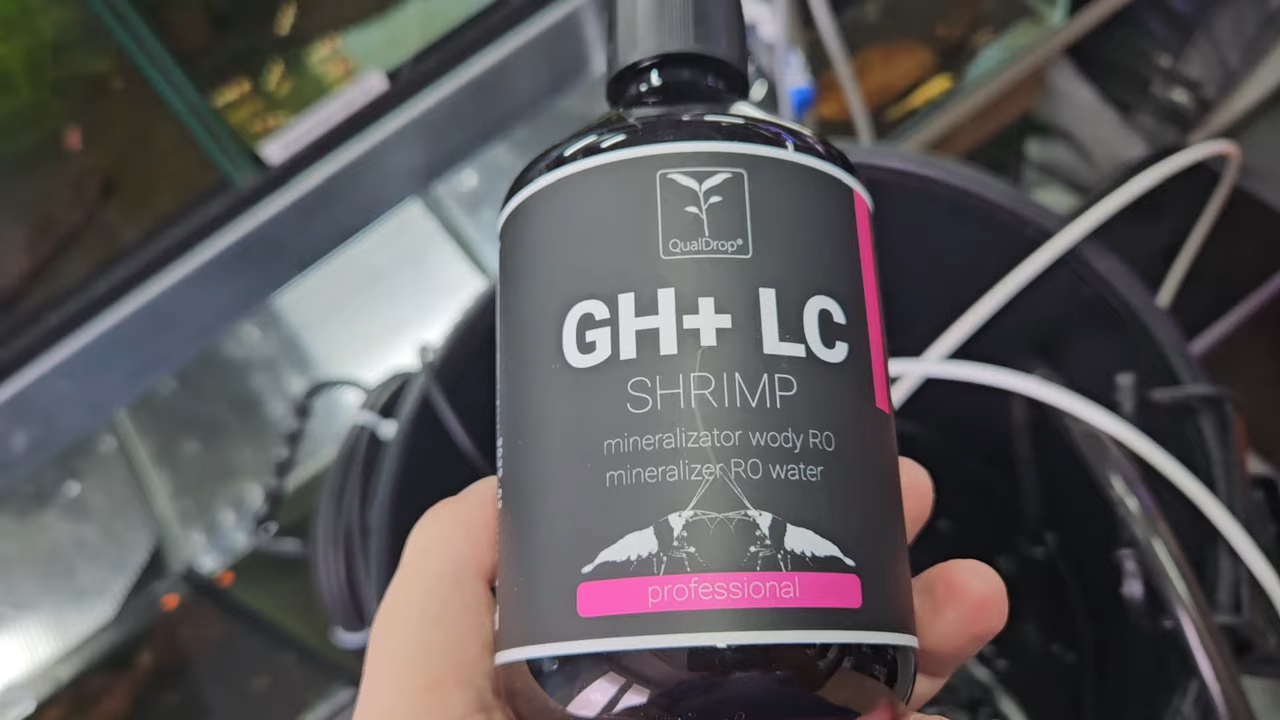 QualDrop®
GH+ LC
SHRIMP
mineralizator wody RO
mineralizer RO water
professional